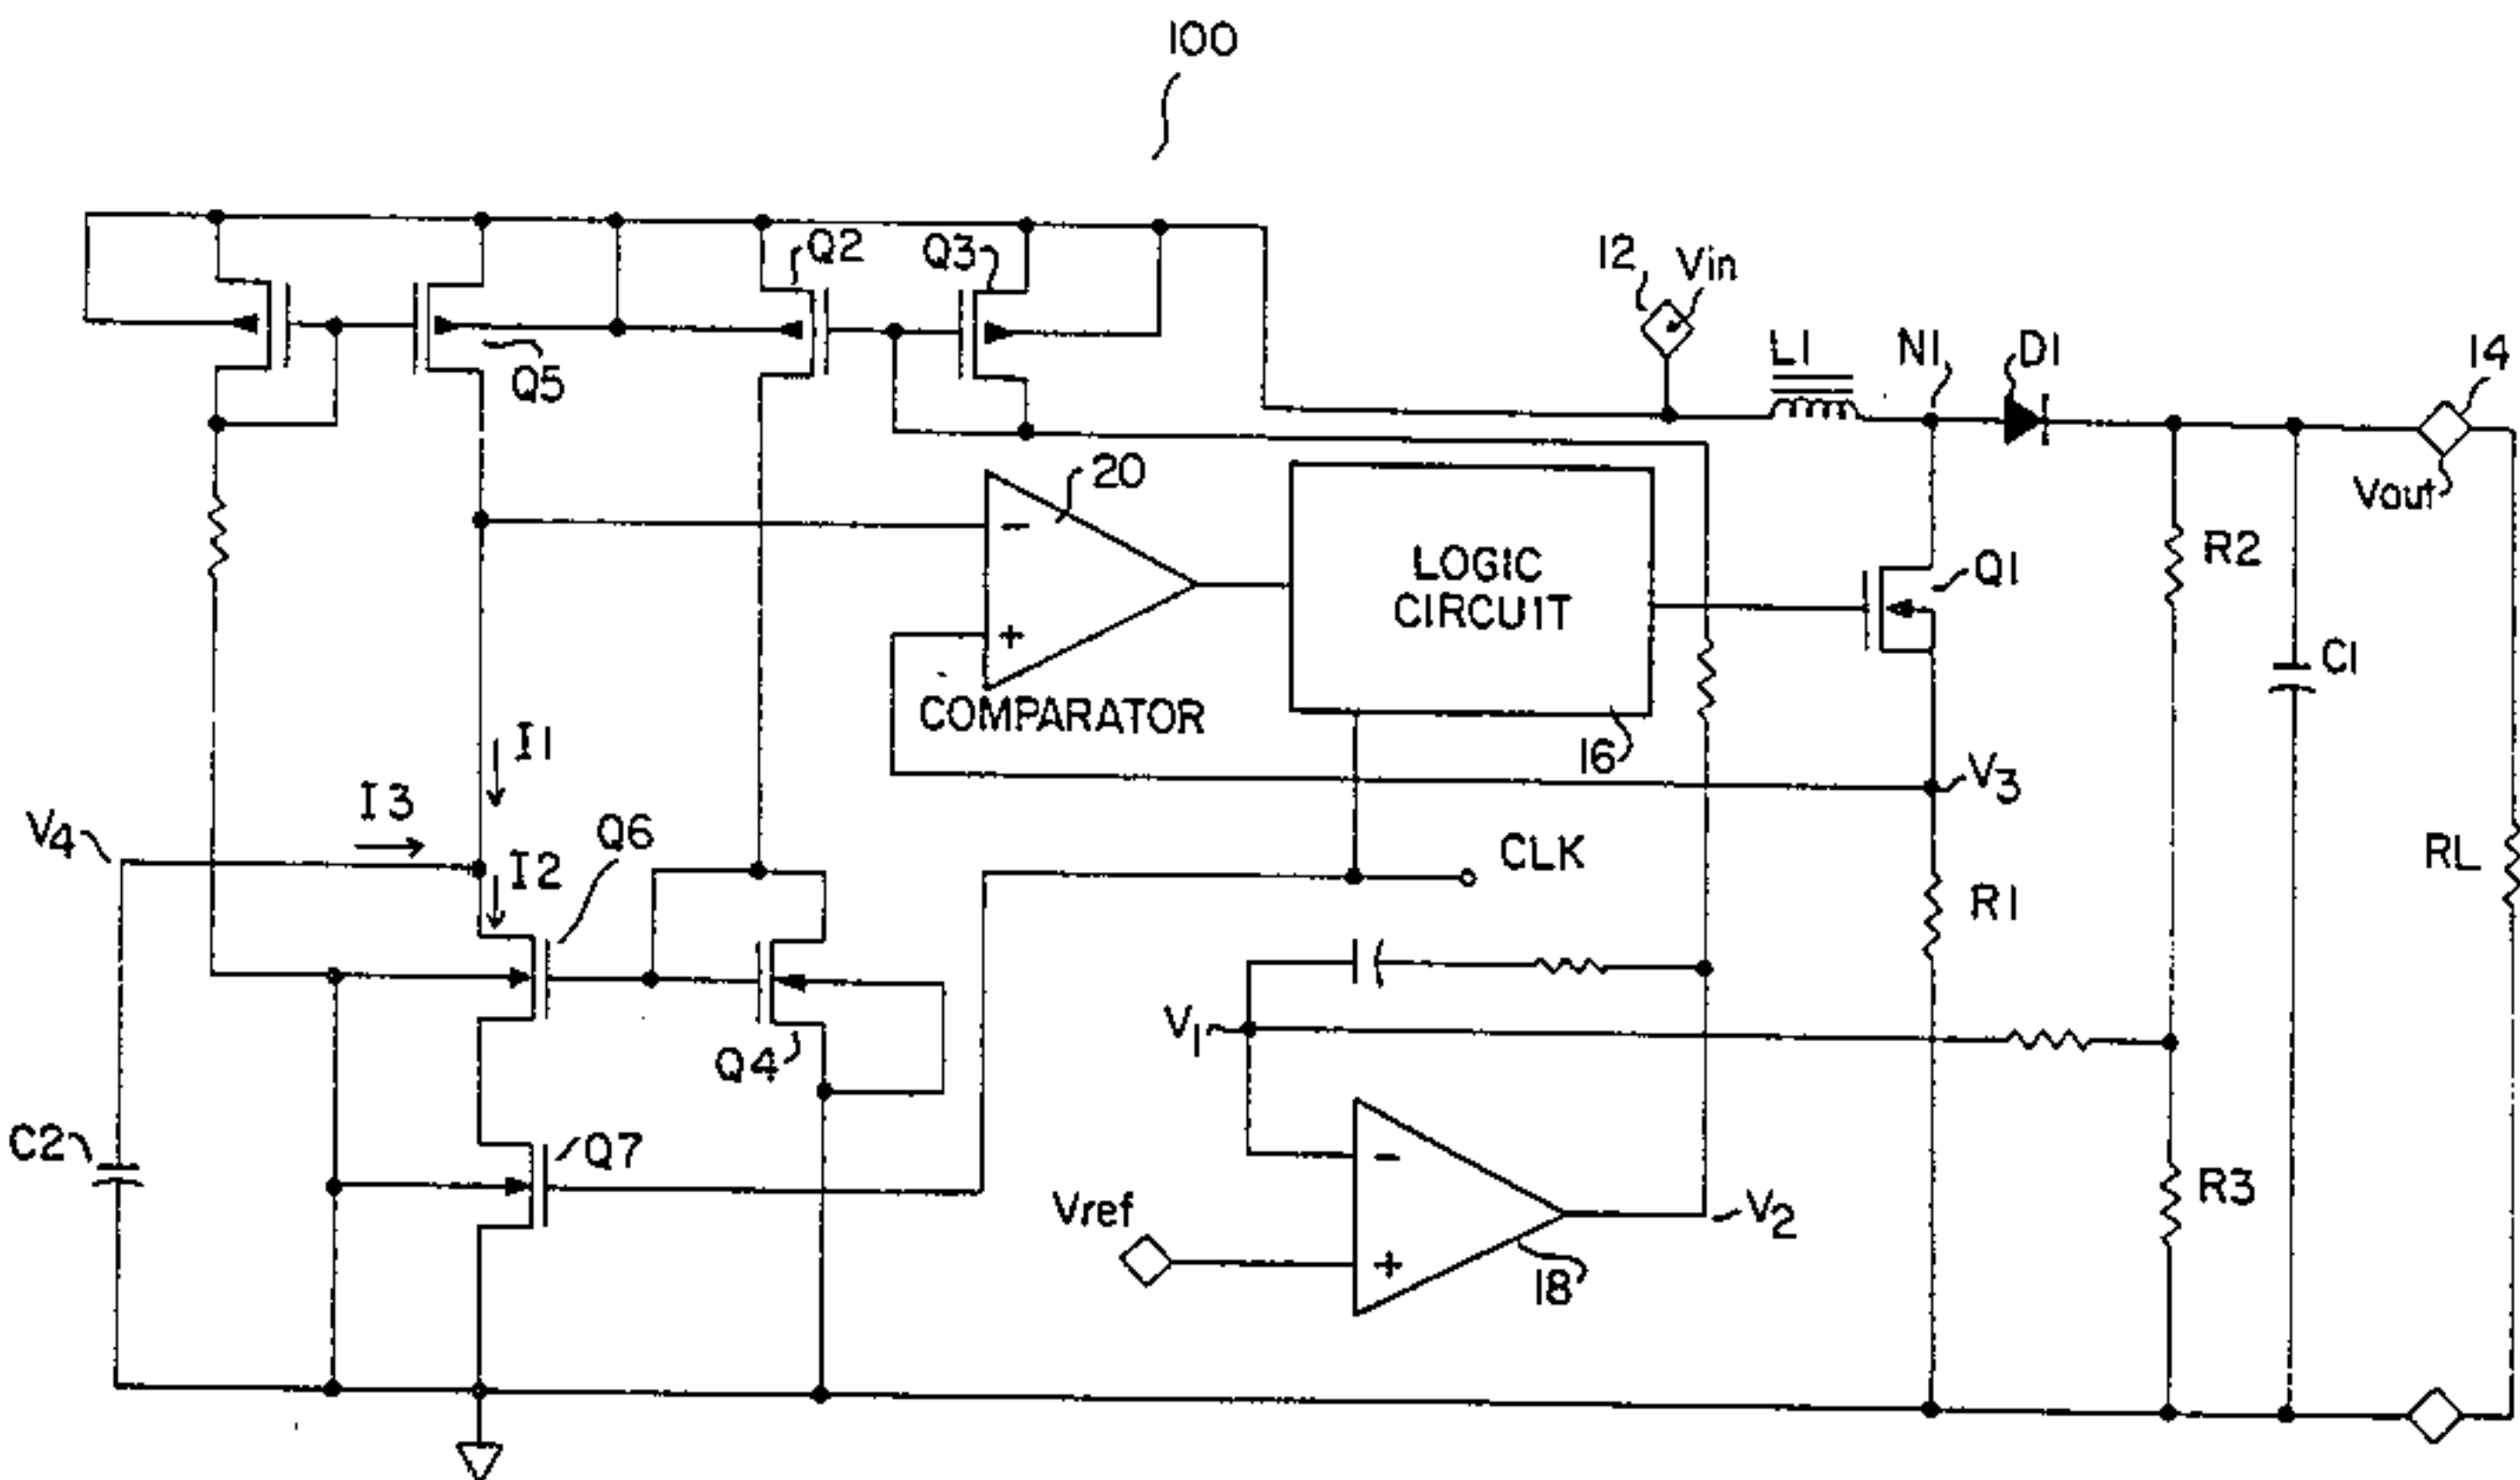 100
Q2
Q3
12
Vin
L1
N1
D1
14
Q5
20
Vout
−
LOGIC
CIRCUIT
Q1
R2
+
COMPARATOR
16
C1
I1
V3
I3
V4
Q6
CLK
RL
I2
R1
V1
Q4
C2
Q7
−
Vref
V2
R3
+
18